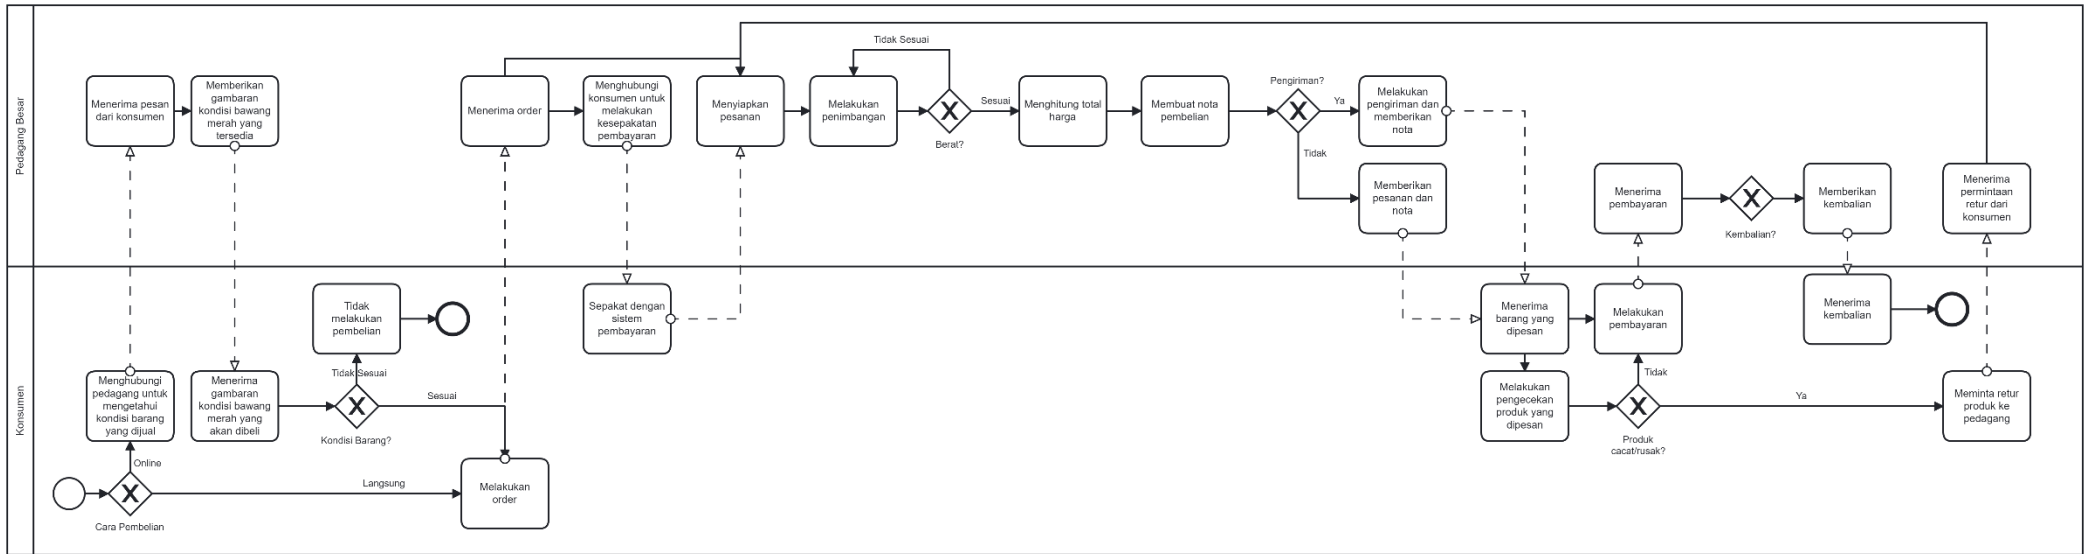 Pedagang Besar
Tidak Sesuai
Menerima pesan
dari konsumen
Memberikan
gambaran
kondisi bawang
merah yang
tersedia
Menerima order
Menghubungi
konsumen untuk
melakukan
kesepakatan
pembayaran
Menyiapkan
pesanan
Melakukan
penimbangan
Berat?
Sesuai
Menghitung total
harga
Membuat nota
pembelian
Pengiriman?
Ya
Tidak
Melakukan
pengiriman dan
memberikan
nota
Memberikan
pesanan dan
nota
Menerima
pembayaran
Kembalian?
Memberikan
kembalian
Menerima
permintaan
retur dari
konsumen
Konsumen
Tidak
melakukan
pembelian
Sepakat dengan
sistem
pembayaran
Menerima
barang yang
dipesan
Melakukan
pembayaran
Menerima
kembalian
Menghubungi
pedagang untuk
mengetahui
kondisi barang
yang dijual
Menerima
gambaran
kondisi bawang
merah yang
akan dibeli
Tidak Sesuai
Kondisi Barang?
Sesuai
Melakukan
pengecekan
produk yang
dipesan
Tidak
Produk
cacat/rusak?
Ya
Meminta retur
produk ke
pedagang
Online
Cara Pembelian
Langsung
Melakukan
order